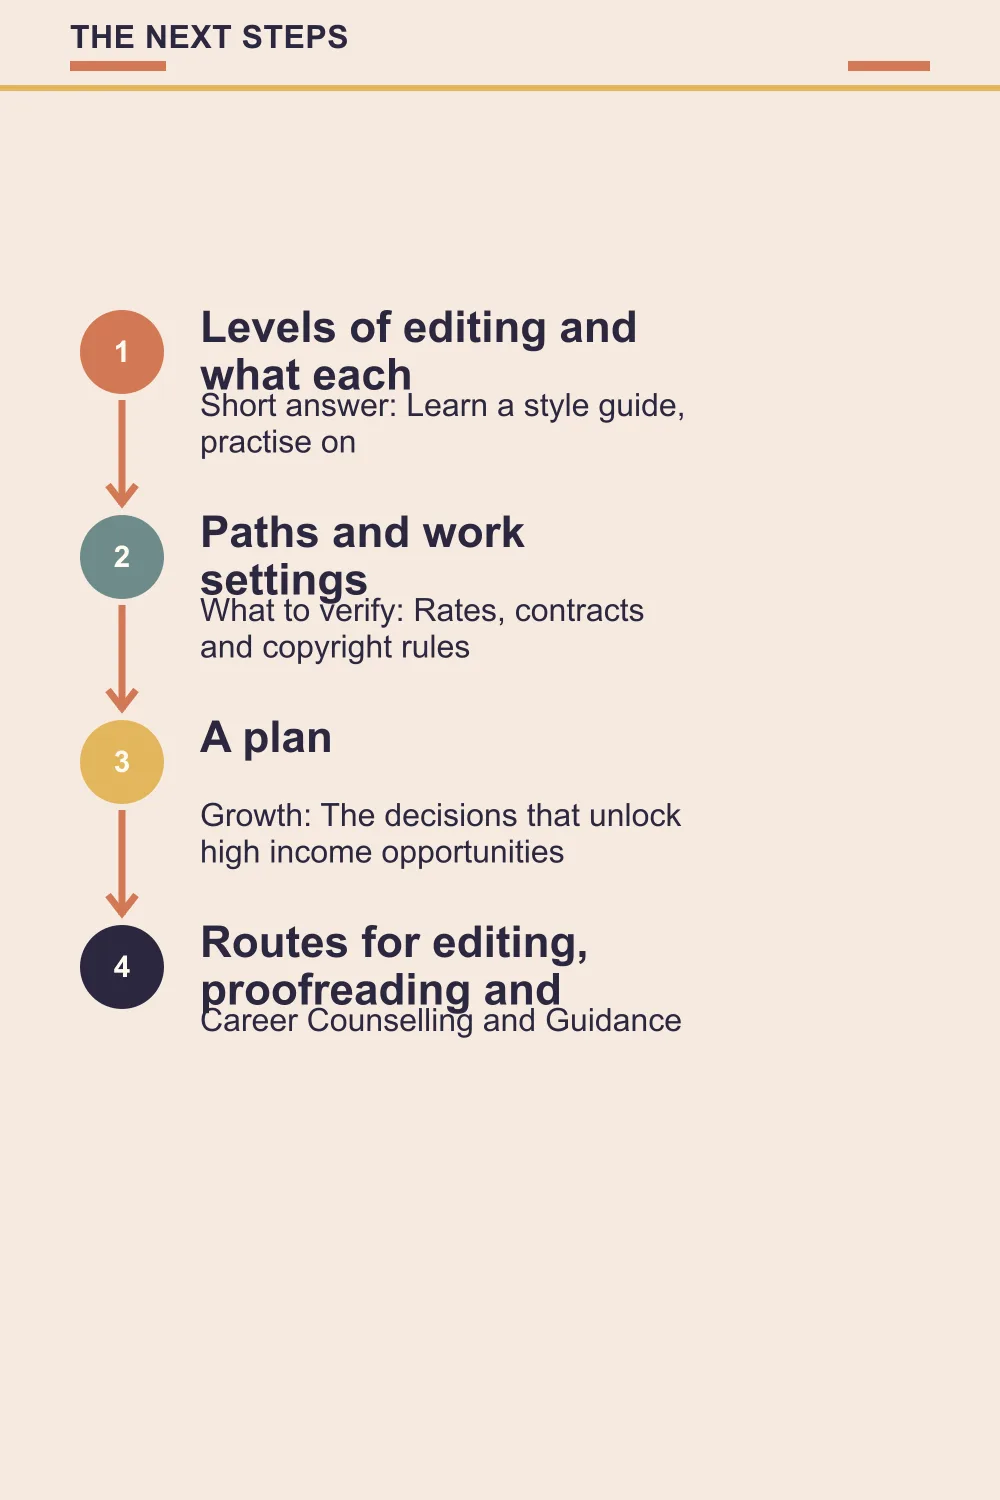 THE NEXT STEPS
1
Levels of editing and
what each
Short answer: Learn a style guide,
practise on
2
Paths and work
settings
What to verify: Rates, contracts
and copyright rules
3
A plan
Growth: The decisions that unlock
high income opportunities
4
Routes for editing,
proofreading and
Career Counselling and Guidance